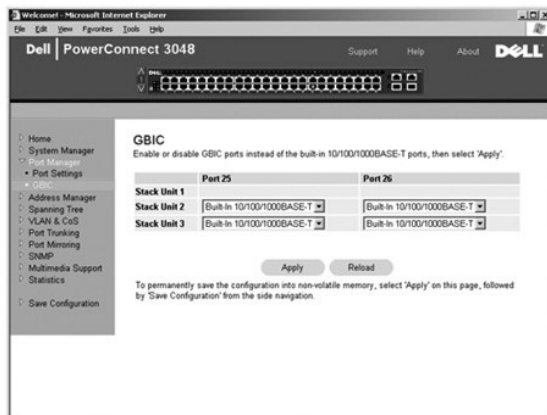 Welcome! - Microsoft Internet Explorer
File Edit View Favorites Tools Help
Dell | PowerConnect 3048
Support Help About DELL
Home
System Manager
Port Manager
• Port Settings
• GBIC
Address Manager
Spanning Tree
VLAN & CoS
Port Trunking
Port Mirroring
SNMP
Multimedia Support
Statistics
Save Configuration
GBIC
Enable or disable GBIC ports instead of the built-in 10/100/1000BASE-T ports, then select 'Apply'.
Port 25 Port 26
Stack Unit 1
Stack Unit 2 Built-In 10/100/1000BASE-T Built-In 10/100/1000BASE-T
Stack Unit 3 Built-In 10/100/1000BASE-T Built-In 10/100/1000BASE-T
Apply Reload
To permanently save the configuration into non-volatile memory, select 'Apply' on this page, followed
by 'Save Configuration' from the side navigation.